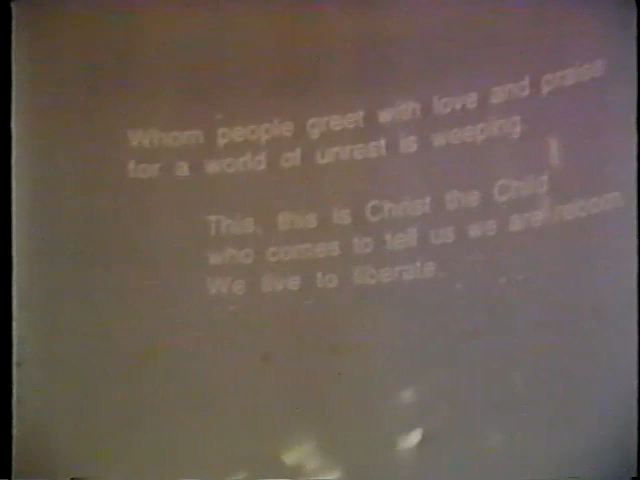 Whom people greet with love and praise
for a world of unrest is weeping.
This, this is Christ the Child
who comes to tell us we are reborn.
We live to liberate.